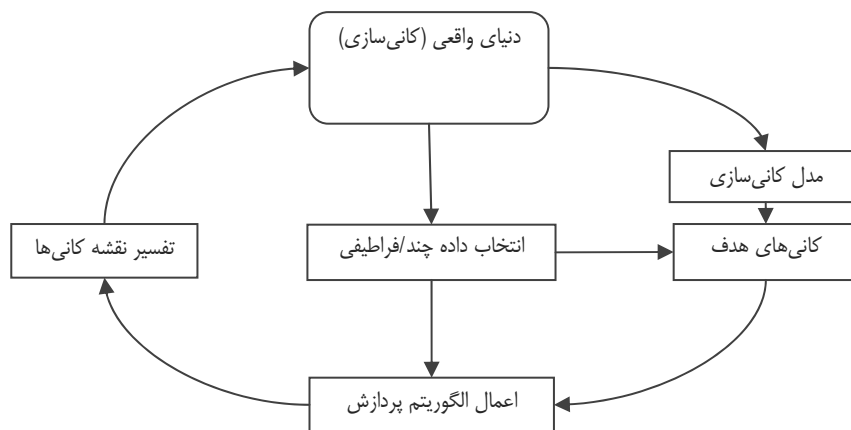 دنیای واقعی (کانی‌سازی)
مدل کانی‌سازی
تفسیر نقشه کانی‌ها
انتخاب داده چند/فراطیفی
کانی‌های هدف
اعمال الگوریتم پردازش